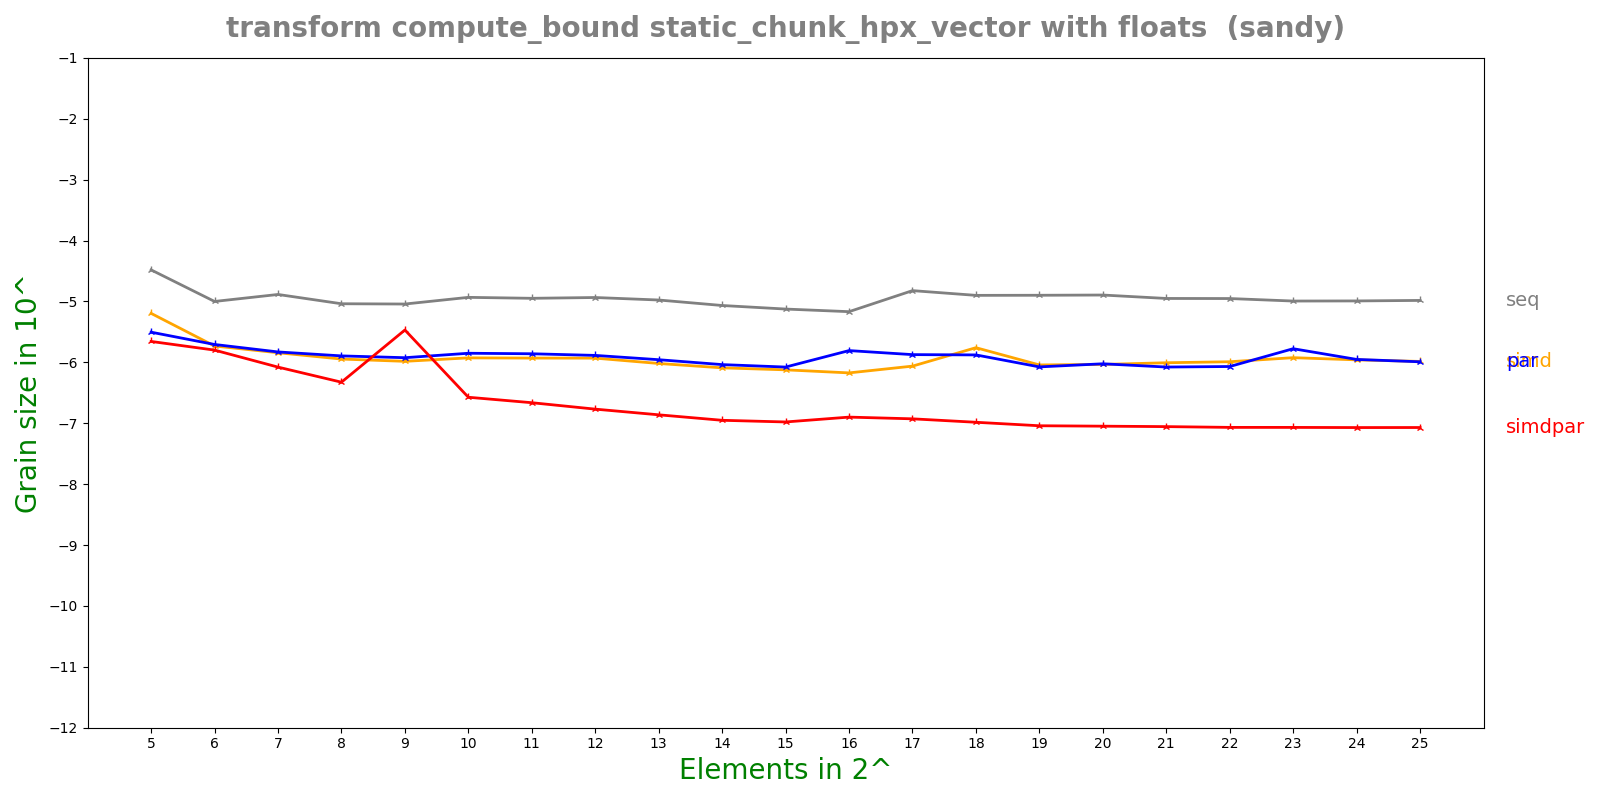 transform compute_bound static_chunk_hpx_vector with floats (sandy)
Grain size in 10^
−1
−2
−3
−4
−5
−6
−7
−8
−9
−10
−11
−12
seq
simd
par
simdpar
5 6 7 8 9 10 11 12 13 14 15 16 17 18 19 20 21 22 23 24 25
Elements in 2^